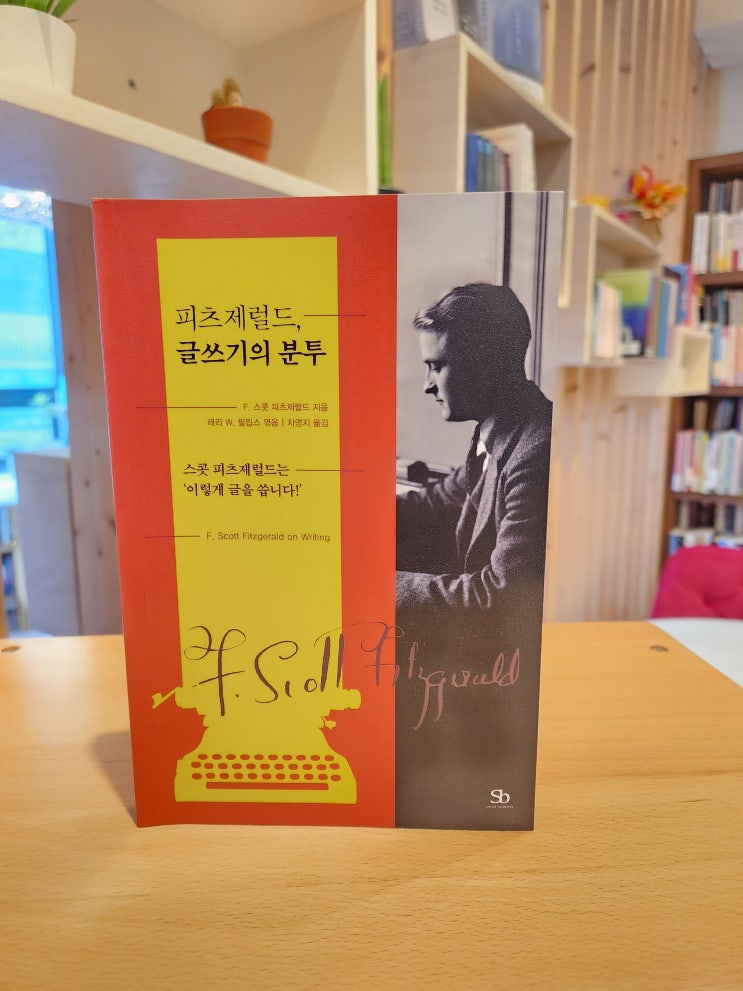 피츠제럴드,
글쓰기의 분투
F. 스콧 피츠제럴드 지음
래리 W. 필립스 엮음 | 차영지 옮김
스콧 피츠제럴드는
‘이렇게 글을 씁니다!’
F. Scott Fitzgerald on Writing
F. Scott Fitzgerald
Sb